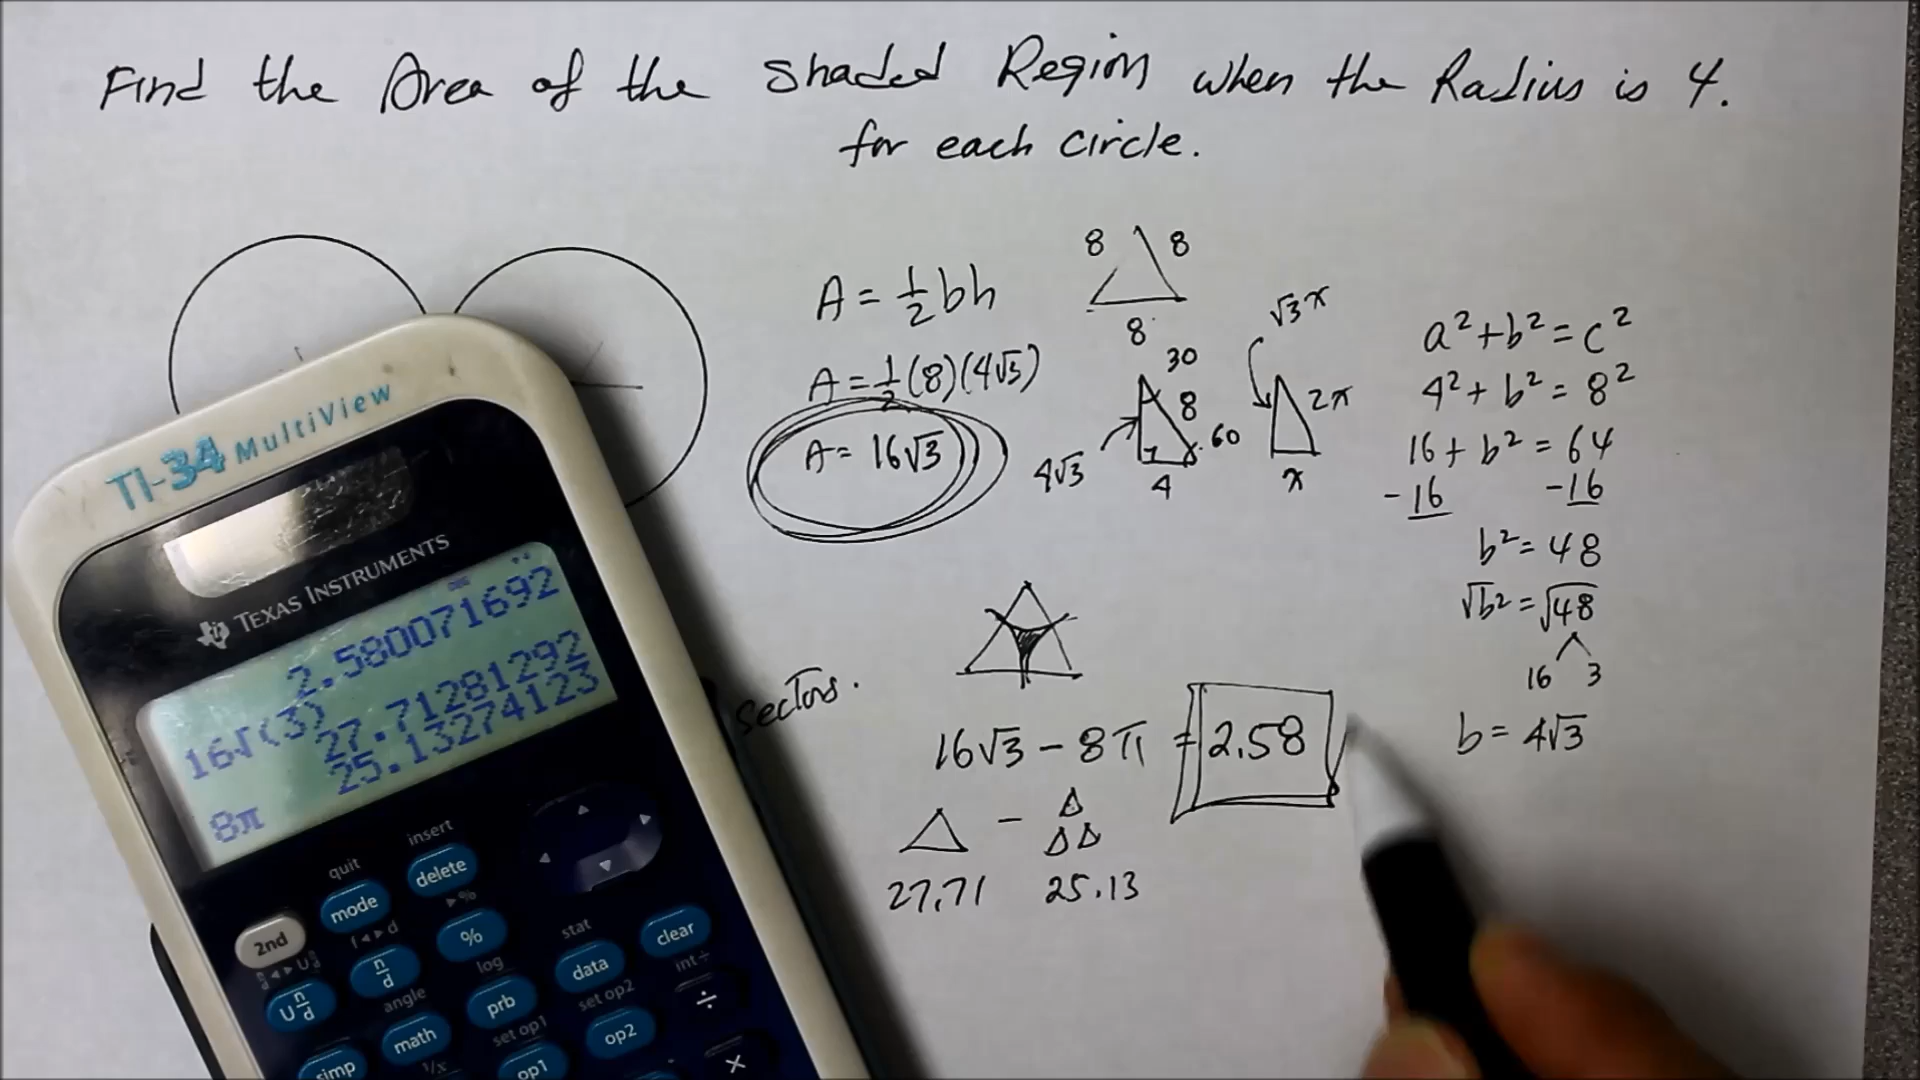 Find the Area of the Shaded Region when the Radius is 4.
for each circle.
A = 1/2 bh
A = 1/2 (8)(4√3)
A = 16√3
8 8
8
30
8
60
4√3
4
√3x
2x
x
a² + b² = c²
4² + b² = 8²
16 + b² = 64
-16 -16
b² = 48
√b² = √48
16 3
b = 4√3
sectors.
16√3 - 8π = 2.58
△ - △△△
27.71 25.13
TI-34 MultiView
TEXAS INSTRUMENTS
2.580071692
16√(3)
27.71281292
25.13274123
8π
quit insert
2nd mode delete
f◄►d ►%
U n/d n/d % clear
angle log stat int÷
math prb data ÷
set op1 set op2
simp op1 op2 ×
1/x